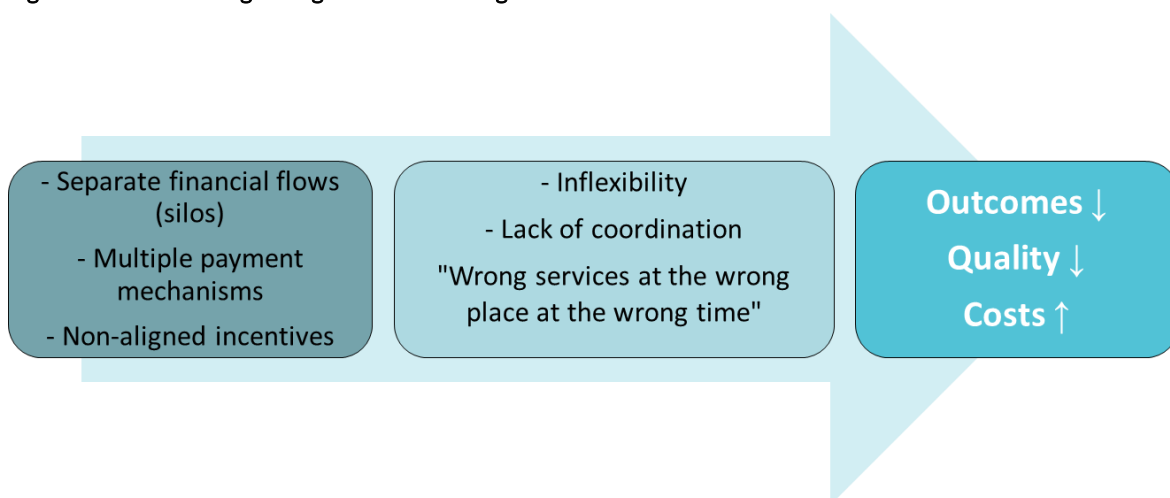 - Separate financial flows
(silos)
- Multiple payment
mechanisms
- Non-aligned incentives
- Inflexibility
- Lack of coordination
"Wrong services at the wrong
place at the wrong time"
Outcomes ↓
Quality ↓
Costs ↑